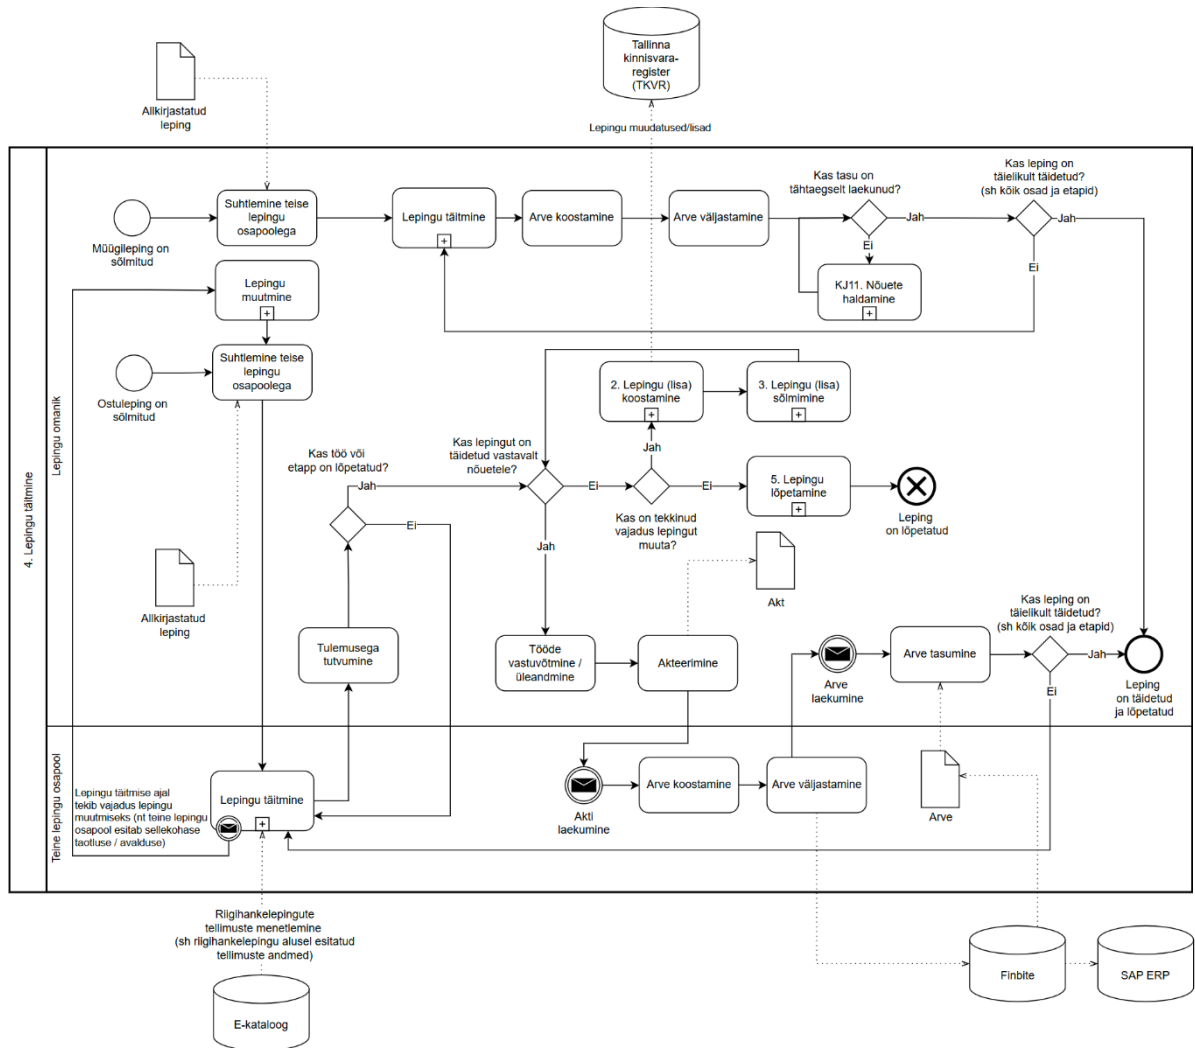 Tallinna
kinnisvara-
register
(TKVR)
Allkirjastatud
leping
Lepingu muudatused/lisad
4. Lepingu täitmine
Lepingu omanik
Müügileping on
sõlmitud
Suhtlemine teise
lepingu
osapoolega
Lepingu täitmine
Arve koostamine
Arve väljastamine
Kas tasu on
tähtaegselt laekunud?
Jah
Ei
KJ11. Nõuete
haldamine
Kas leping on
täielikult täidetud?
(sh kõik osad ja etapid)
Jah
Ei
Lepingu
muutmine
Suhtlemine teise
lepingu
osapoolega
Ostuleping on
sõlmitud
Allkirjastatud
leping
Kas töö või
etapp on lõpetatud?
Jah
Ei
Tulemusega
tutvumine
Kas lepingut on
täidetud vastavalt
nõuetele?
Ei
Jah
2. Lepingu (lisa)
koostamine
3. Lepingu (lisa)
sõlmimine
Jah
Ei
Kas on tekkinud
vajadus lepingut
muuta?
5. Lepingu
lõpetamine
Leping
on lõpetatud
Akt
Tööde
vastuvõtmine /
üleandmine
Akteerimine
Arve
laekumine
Arve tasumine
Kas leping on
täielikult täidetud?
(sh kõik osad ja etapid)
Jah
Ei
Leping
on täidetud
ja lõpetatud
Teine lepingu osapool
Lepingu täitmise ajal
tekib vajadus lepingu
muutmiseks (nt teine lepingu
osapool esitab sellekohase
taotluse / avalduse)
Lepingu täitmine
Akti
laekumine
Arve koostamine
Arve väljastamine
Arve
Riigihankelepingute
tellimuste menetlemine
(sh riigihankelepingu alusel esitatud
tellimuste andmed)
E-kataloog
Finbite
SAP ERP